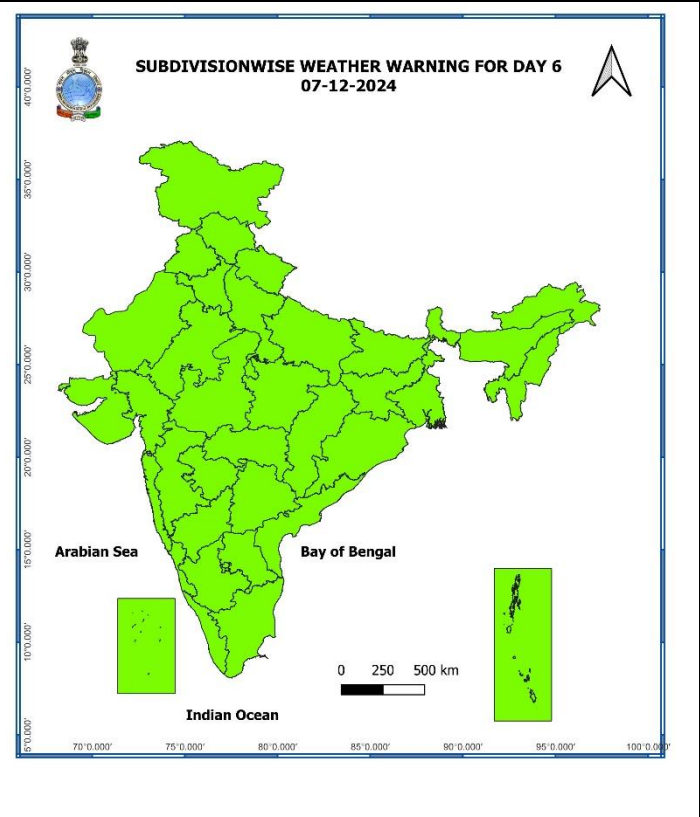 SUBDIVISIONWISE WEATHER WARNING FOR DAY 6
07-12-2024
40°0.000'
35°0.000'
30°0.000'
25°0.000'
20°0.000'
15°0.000'
10°0.000'
5°0.000'
Arabian Sea
Bay of Bengal
0 250 500 km
Indian Ocean
70°0.000' 75°0.000' 80°0.000' 85°0.000' 90°0.000' 95°0.000' 100°0.000'